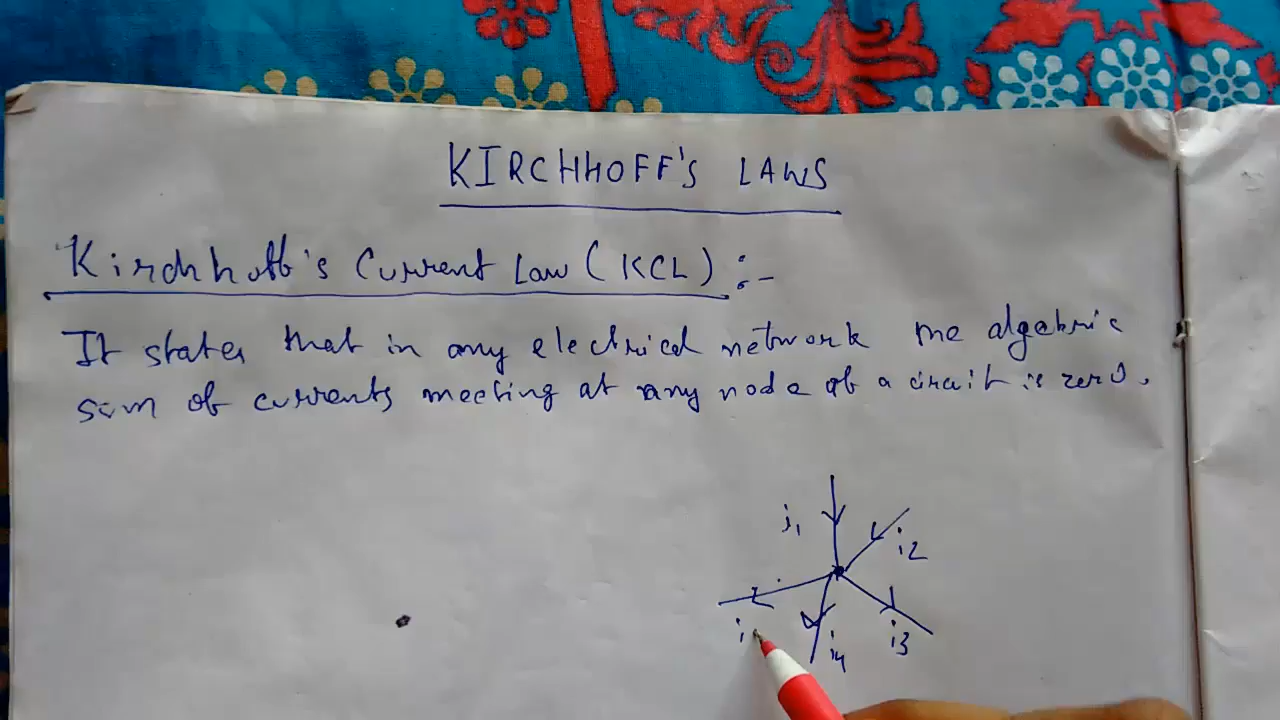 KIRCHHOFF'S LAWS
Kirchhoff's Current Law (KCL) :-
It states that in any electrical network the algebric
sum of currents meeting at any node of a circuit is zero.
i1
i2
i3
i4
i